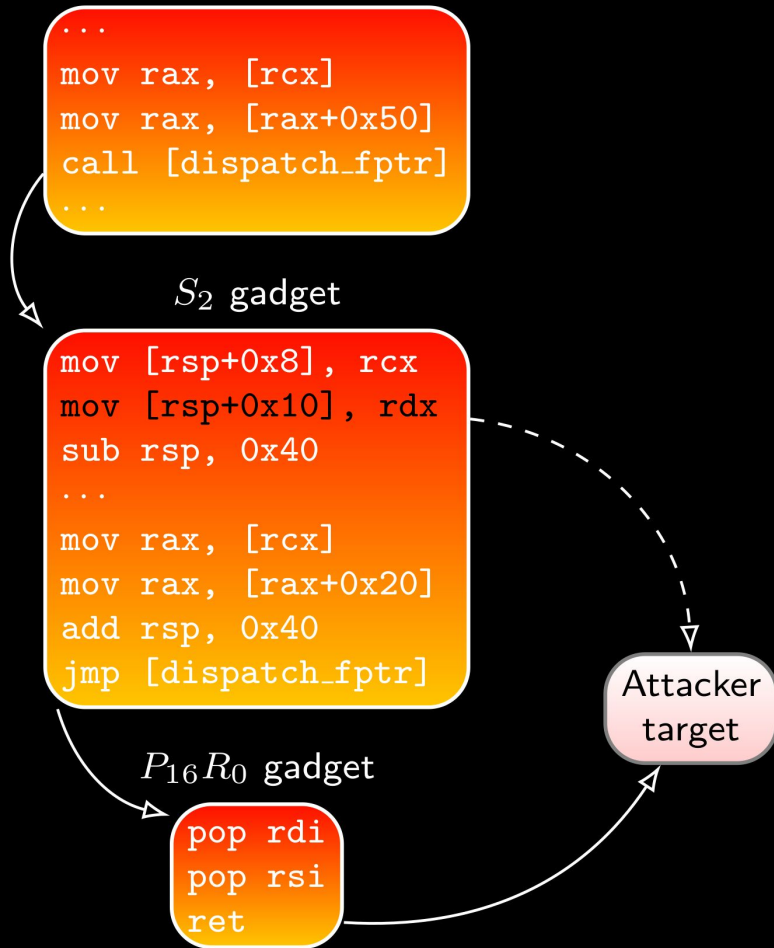 ...
mov rax, [rcx]
mov rax, [rax+0x50]
call [dispatch_fptr]
...
S₂ gadget
mov [rsp+0x8], rcx
mov [rsp+0x10], rdx
sub rsp, 0x40
...
mov rax, [rcx]
mov rax, [rax+0x20]
add rsp, 0x40
jmp [dispatch_fptr]
Attacker
target
P₁₆R₀ gadget
pop rdi
pop rsi
ret